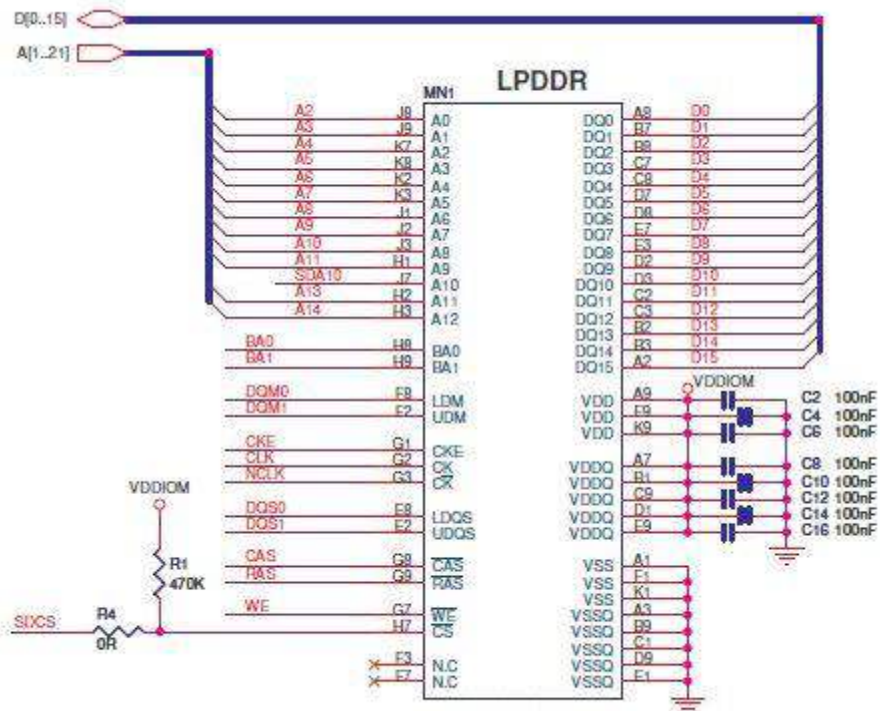 D[0..15]
A[1..21]
LPDDR
MN1
A2 J8 A0 DQ0 A8 D0
A3 J9 A1 DQ1 B7 D1
A4 K7 A2 DQ2 B8 D2
A5 K8 A3 DQ3 C7 D3
A6 K2 A4 DQ4 C8 D4
A7 K3 A5 DQ5 D7 D5
A8 J1 A6 DQ6 D8 D6
A9 J2 A7 DQ7 E7 D7
A10 J3 A8 DQ8 E3 D8
A11 H1 A9 DQ9 D2 D9
SDA10 J7 A10 DQ10 D3 D10
A13 H2 A11 DQ11 C2 D11
A14 H3 A12 DQ12 C3 D12
DQ13 B2 D13
BA0 H8 BA0 DQ14 B3 D14
BA1 H9 BA1 DQ15 A2 D15
VDDIOM
DQM0 F8 LDM VDD A9 C2 100nF
DQM1 F2 UDM VDD F9 C4 100nF
VDD K9 C6 100nF
CKE G1 CKE
CLK G2 CK VDDQ A7 C8 100nF
NCLK G3 CK VDDQ B1 C10 100nF
VDDIOM
VDDQ C9 C12 100nF
DQS0 E8 LDQS VDDQ D1 C14 100nF
DQS1 E2 UDQS VDDQ E9 C16 100nF
CAS G8 CAS VSS A1
R1
RAS G9 RAS VSS F1
470K
VSS K1
WE G7 WE VSSQ A3
R4
SDCS H7 CS VSSQ B9
0R
VSSQ C1
F3 N.C VSSQ D9
F7 N.C VSSQ E1